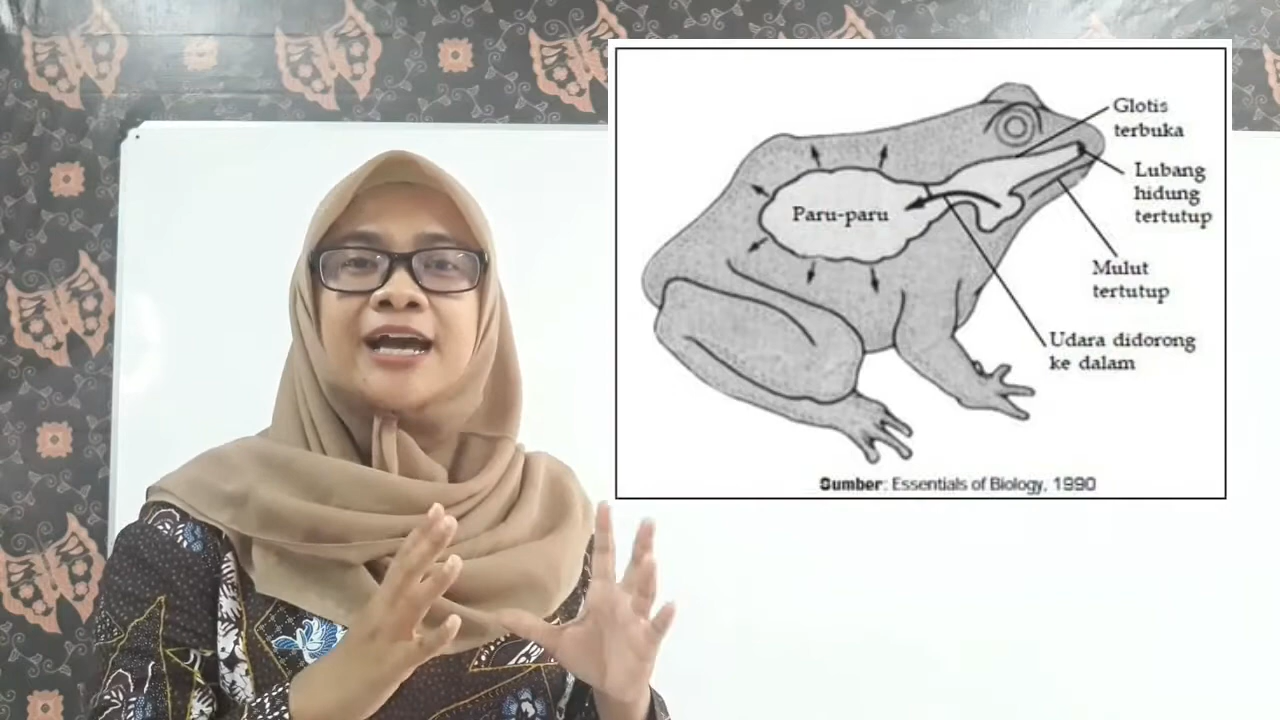 Glotis
terbuka
Lubang
hidung
tertutup
Paru-paru
Mulut
tertutup
Udara didorong
ke dalam
Sumber: Essentials of Biology, 1990